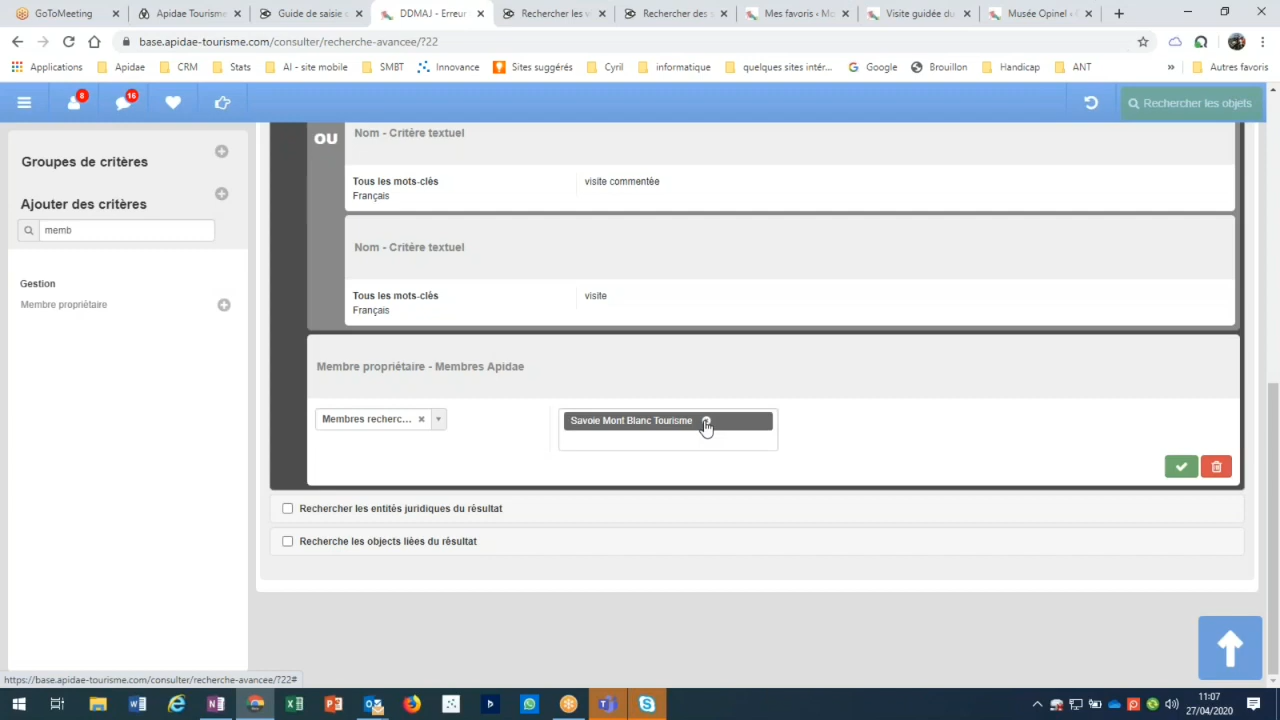 GoToMeeting
Apidae Tourisme
Guide de saisie
DDMAJ - Erreur
Rechercher les
Rechercher des
Mes favoris
Visite guidée du
Musée Opinel
base.apidae-tourisme.com/consulter/recherche-avancee/?22
Applications
Apidae
CRM
Stats
AI - site mobile
SMBT
Innovance
Sites suggérés
Cyril
informatique
quelques sites intér...
Google
Brouillon
Handicap
ANT
»
Autres favoris
8
16
Rechercher les objets
Groupes de critères
Ajouter des critères
memb
Gestion
Membre propriétaire
OU
Nom - Critère textuel
Tous les mots-clés
visite commentée
Français
Nom - Critère textuel
Tous les mots-clés
visite
Français
Membre propriétaire - Membres Apidae
Membres recherc...
Savoie Mont Blanc Tourisme
Rechercher les entités juridiques du résultat
Recherche les objects liées du résultat
https://base.apidae-tourisme.com/consulter/recherche-avancee/?22#
11:07
27/04/2020